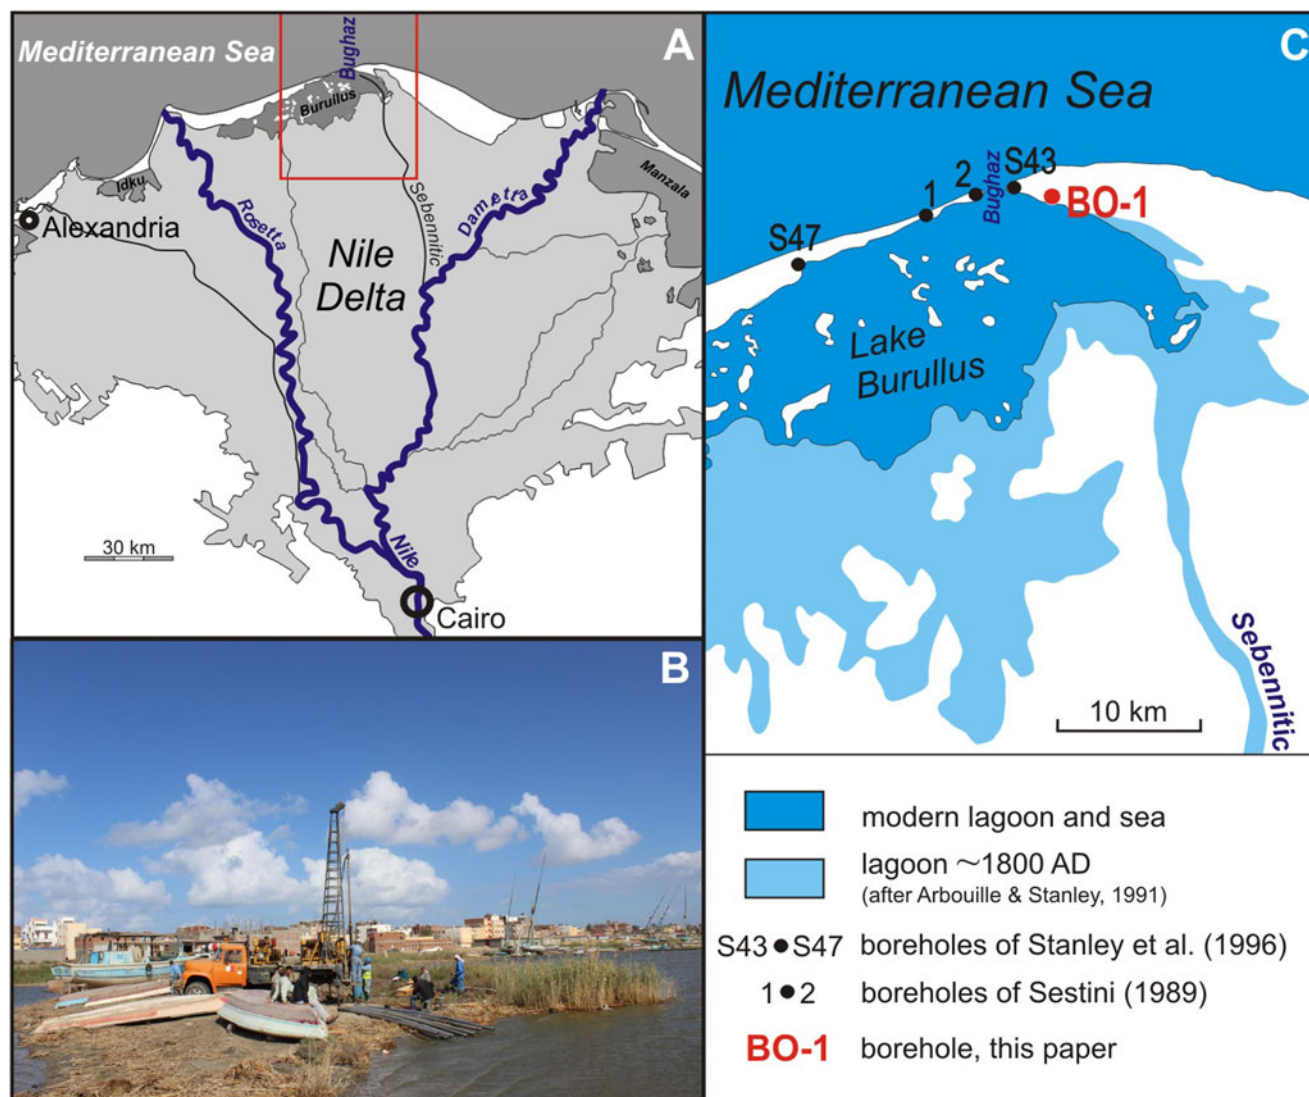 A
Mediterranean Sea
Bughaz
Burullus
Idku
Manzala
Alexandria
Rosetta
Sebennitic
Damietta
Nile
Delta
30 km
Nile
Cairo
B
C
Mediterranean Sea
S43
2
Bughaz
1
BO-1
S47
Lake
Burullus
10 km
Sebennitic
modern lagoon and sea
lagoon ~1800 AD
(after Arbouille & Stanley, 1991)
S43 ● S47 boreholes of Stanley et al. (1996)
1 ● 2 boreholes of Sestini (1989)
BO-1 borehole, this paper